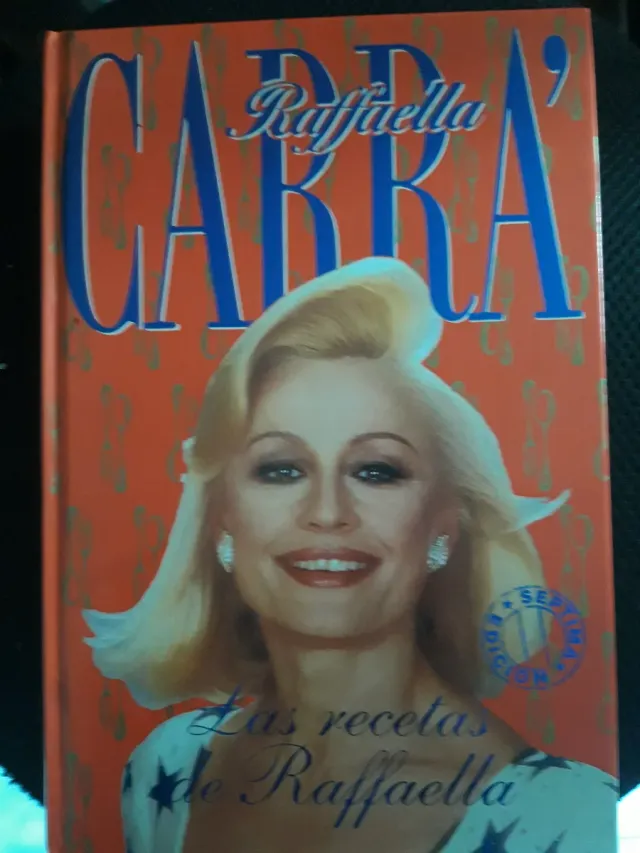 Raffaella
CARRA'
SEPTIMA
EDICION
Las recetas
de Raffaella